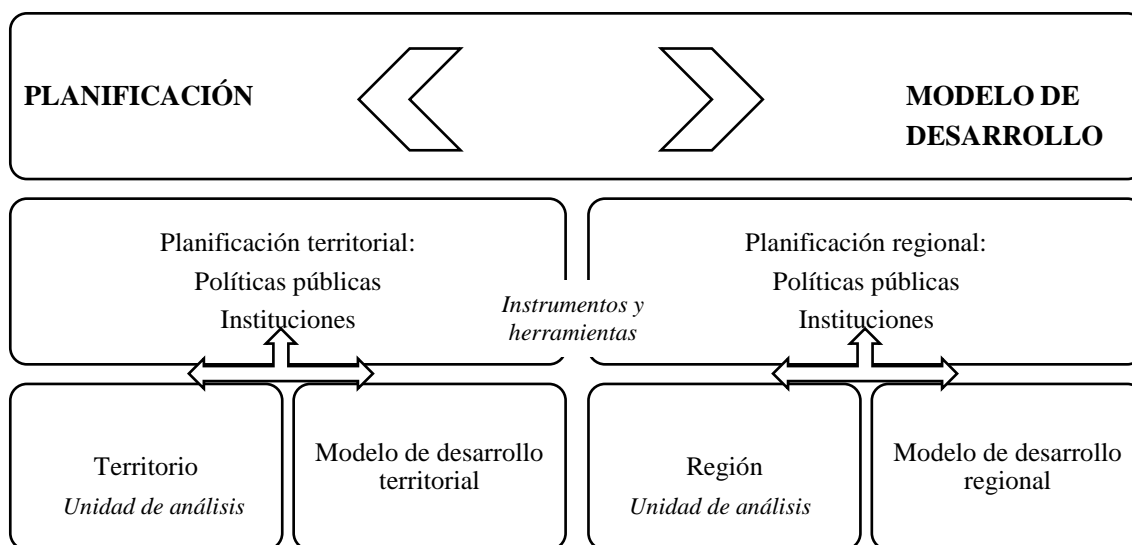 PLANIFICACIÓN
MODELO DE
DESARROLLO
Planificación territorial:
Políticas públicas
Instituciones
Instrumentos y
herramientas
Planificación regional:
Políticas públicas
Instituciones
Territorio
Unidad de análisis
Modelo de desarrollo
territorial
Región
Unidad de análisis
Modelo de desarrollo
regional